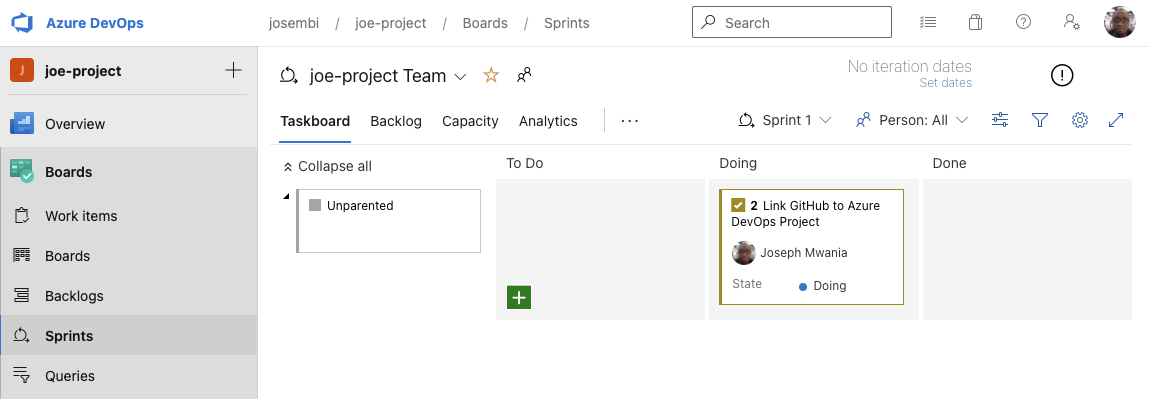 Azure DevOps
josembi / joe-project / Boards / Sprints
Search
J joe-project
joe-project Team
No iteration dates
Set dates
Overview
Taskboard Backlog Capacity Analytics ...
Sprint 1 Person: All
Boards
Work items
Boards
Backlogs
Sprints
Queries
Collapse all
To Do
Doing
Done
Unparented
2 Link GitHub to Azure
DevOps Project
Joseph Mwania
State Doing